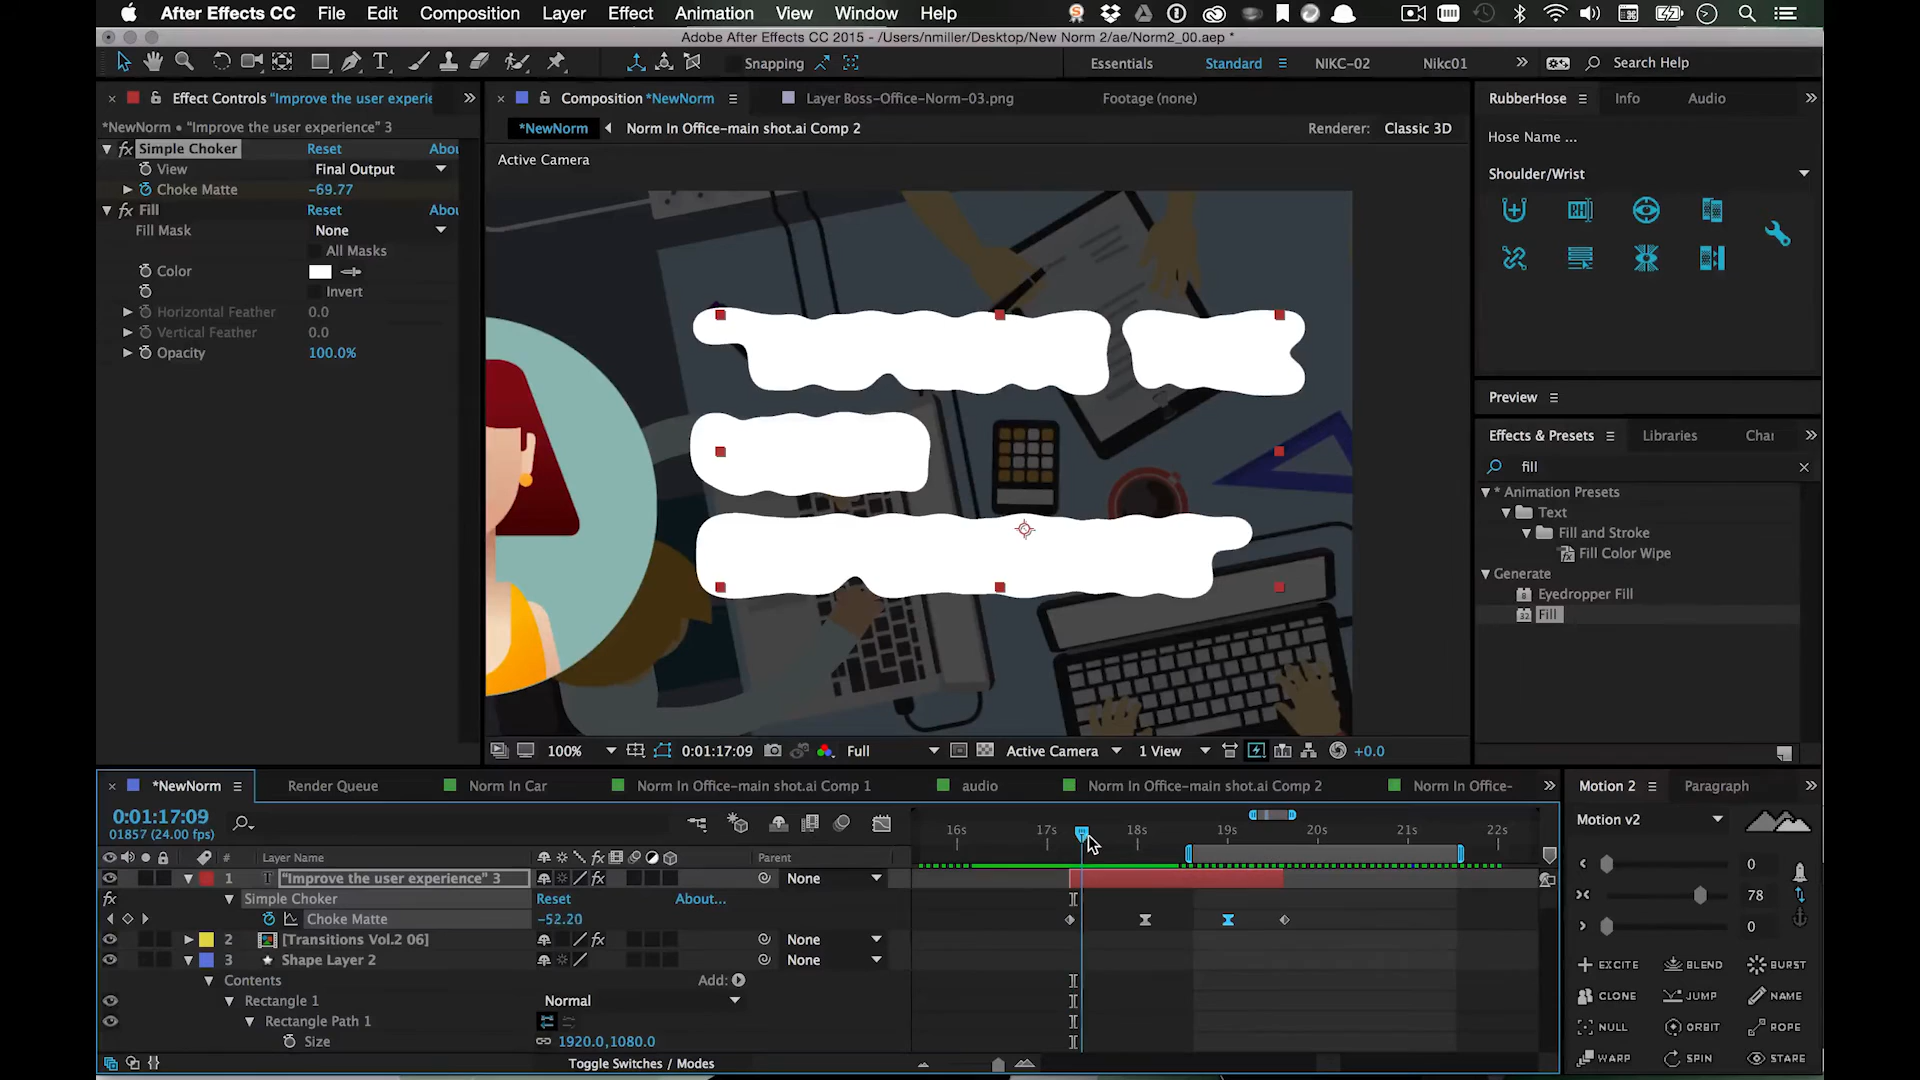 After Effects CC File Edit Composition Layer Effect Animation View Window Help
Adobe After Effects CC 2015 - /Users/nmiller/Desktop/New Norm 2/ae/Norm2_00.aep *
Snapping Essentials Standard NIKC-02 Nikc01 Search Help
Effect Controls "Improve the user experie
*NewNorm • "Improve the user experience" 3
Simple Choker Reset Abou
View Final Output
Choke Matte -69.77
Fill Reset Abou
Fill Mask None
All Masks
Color
Invert
Horizontal Feather 0.0
Vertical Feather 0.0
Opacity 100.0%
Composition *NewNorm Layer Boss-Office-Norm-03.png Footage (none)
*NewNorm Norm In Office-main shot.ai Comp 2 Renderer: Classic 3D
Active Camera
100% 0:01:17:09 Full Active Camera 1 View +0.0
RubberHose Info Audio
Hose Name ...
Shoulder/Wrist
Preview
Effects & Presets Libraries Char
fill
* Animation Presets
Text
Fill and Stroke
Fill Color Wipe
Generate
Eyedropper Fill
Fill
*NewNorm Render Queue Norm In Car Norm In Office-main shot.ai Comp 1 audio Norm In Office-main shot.ai Comp 2 Norm In Office-
0:01:17:09
01857 (24.00 fps)
16s 17s 18s 19s 20s 21s 22s
# Layer Name Parent
1 "Improve the user experience" 3 None
Simple Choker Reset About...
Choke Matte -52.20
2 [Transitions Vol.2 06] None
3 Shape Layer 2 None
Contents Add:
Rectangle 1 Normal
Rectangle Path 1
Size 1920.0,1080.0
Toggle Switches / Modes
Motion 2 Paragraph
Motion v2
0
78
0
EXCITE BLEND BURST
CLONE JUMP NAME
NULL ORBIT ROPE
WARP SPIN STARE